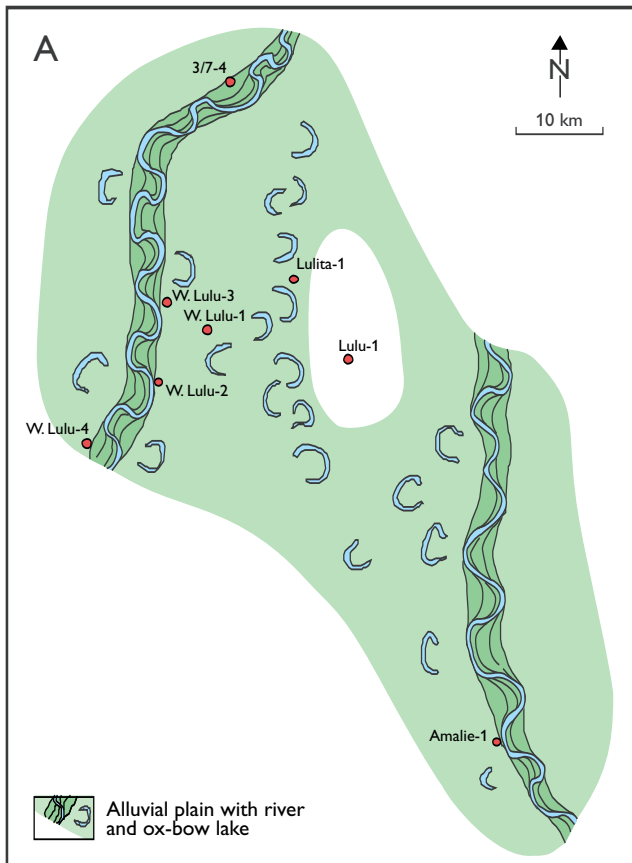 A
N
10 km
3/7-4
Lulita-1
W. Lulu-3
W. Lulu-1
Lulu-1
W. Lulu-2
W. Lulu-4
Amalie-1
Alluvial plain with river
and ox-bow lake